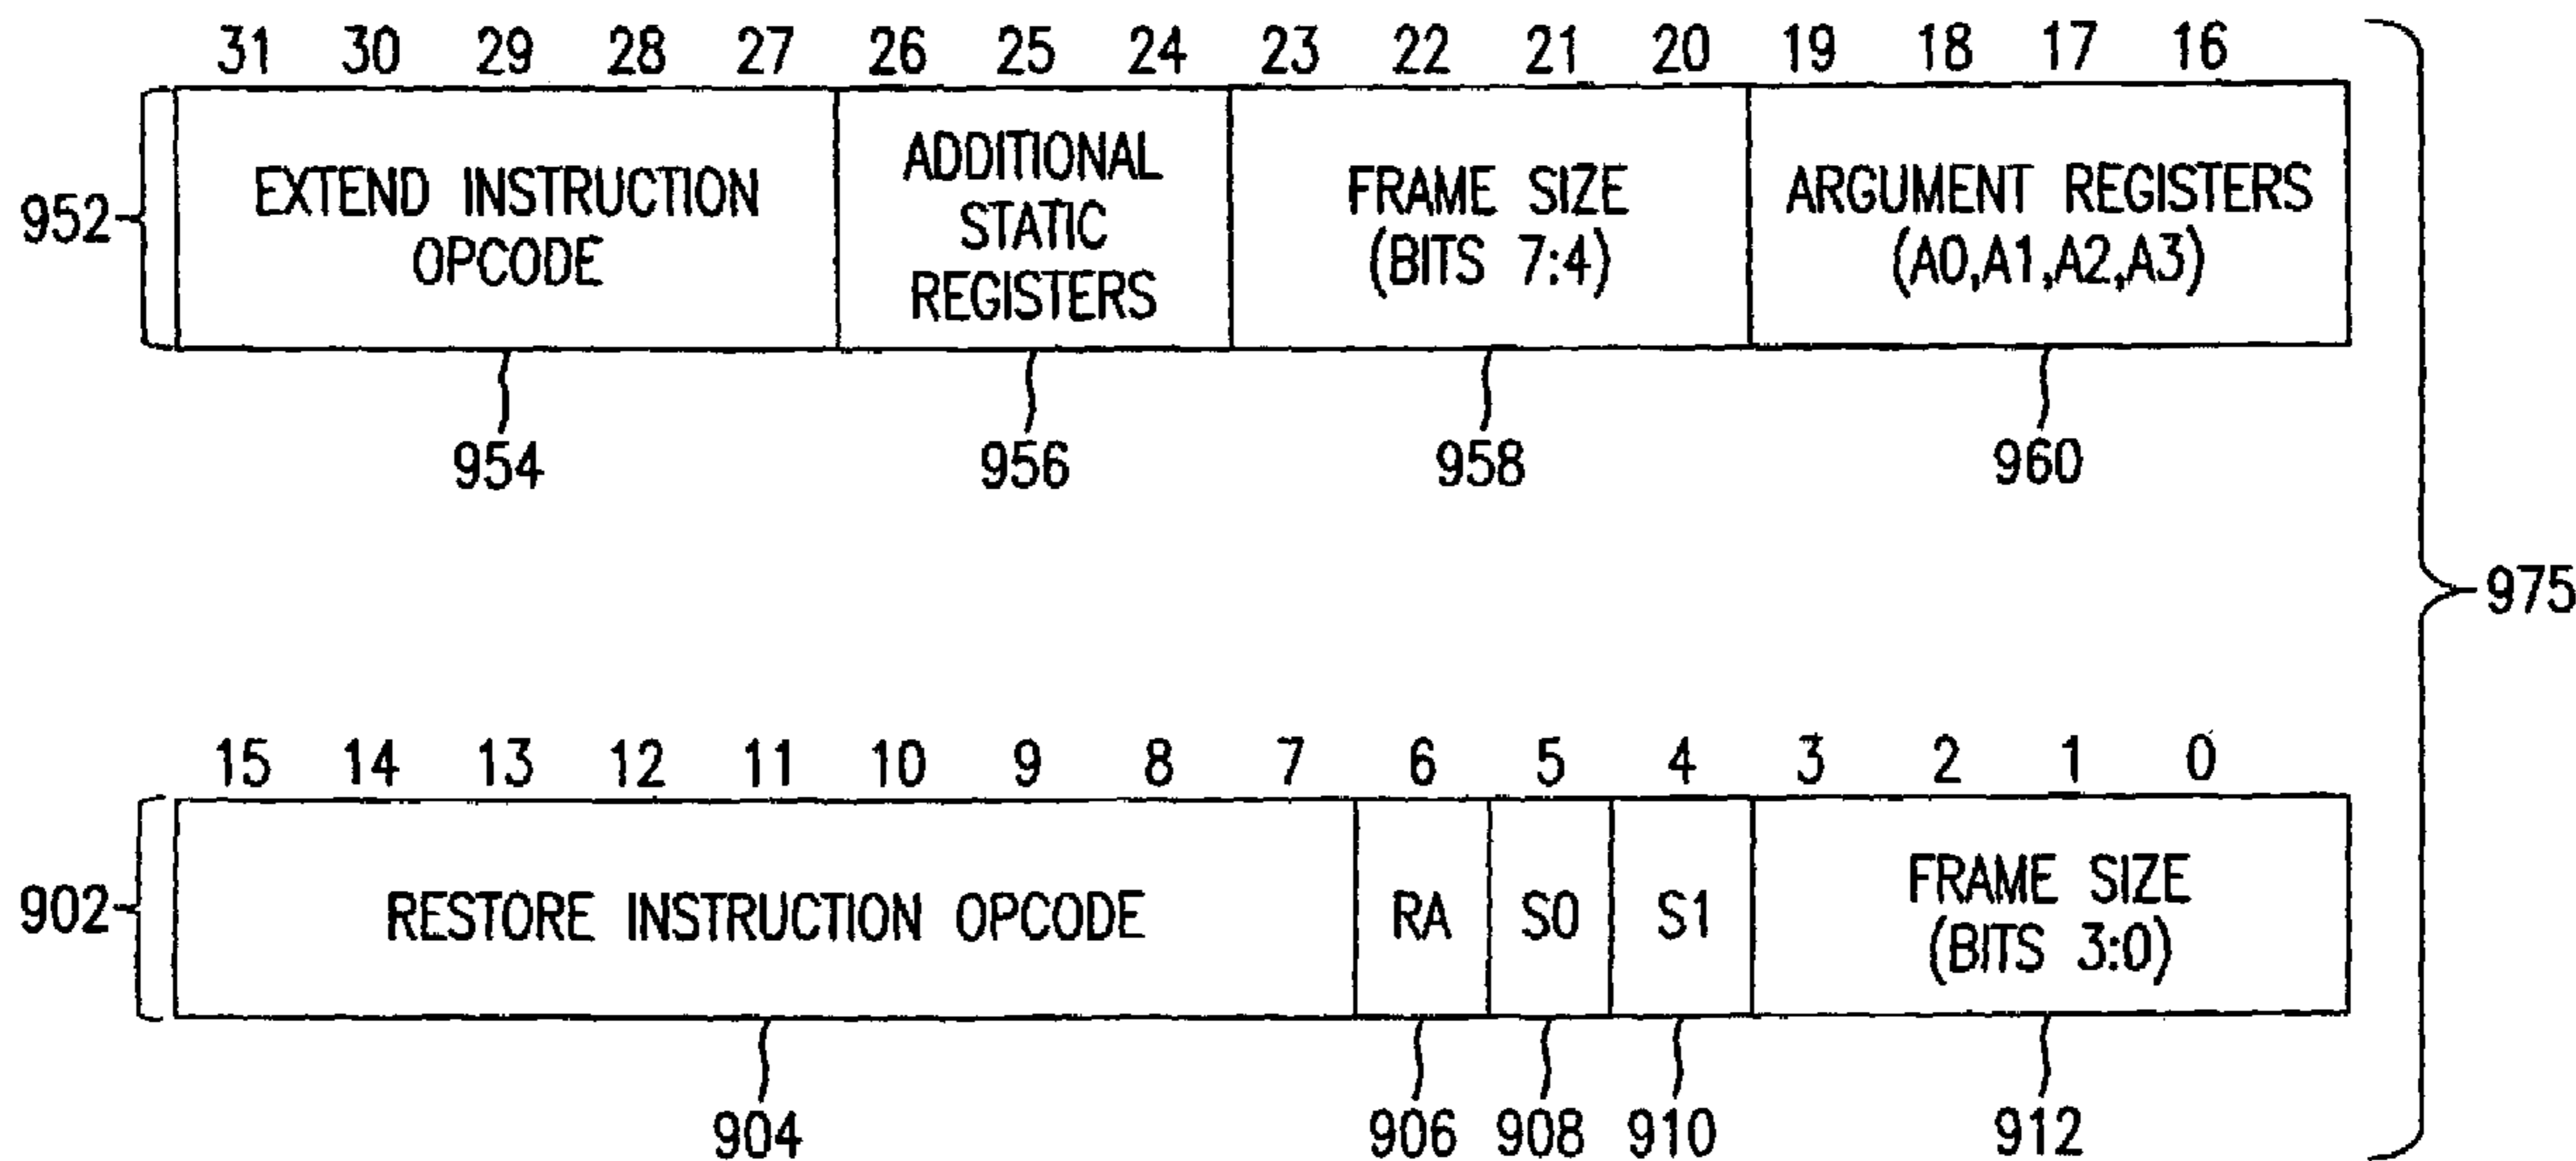 31 30 29 28 27 26 25 24 23 22 21 20 19 18 17 16
952
EXTEND INSTRUCTION
OPCODE
ADDITIONAL
STATIC
REGISTERS
FRAME SIZE
(BITS 7:4)
ARGUMENT REGISTERS
(A0,A1,A2,A3)
954 956 958 960
975
15 14 13 12 11 10 9 8 7 6 5 4 3 2 1 0
902
RESTORE INSTRUCTION OPCODE
RA
S0
S1
FRAME SIZE
(BITS 3:0)
904 906 908 910 912